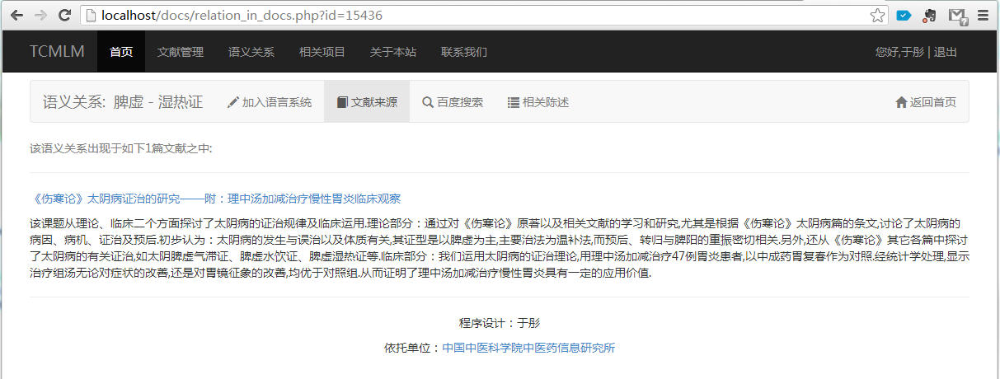 localhost/docs/relation_in_docs.php?id=15436
TCMLM 首页 文献管理 语义关系 相关项目 关于本站 联系我们 您好,于彤 | 退出
语义关系: 脾虚 - 湿热证 加入语言系统 文献来源 百度搜索 相关陈述 返回首页
该语义关系出现于如下1篇文献之中:
《伤寒论》太阴病证治的研究——附：理中汤加减治疗慢性胃炎临床观察
该课题从理论、临床二个方面探讨了太阴病的证治规律及临床运用.理论部分：通过对《伤寒论》原著以及相关文献的学习和研究,尤其是根据《伤寒论》太阴病篇的条文,讨论了太阴病的
病因、病机、证治及预后.初步认为：太阴病的发生与误治以及体质有关,其证型是以脾虚为主,主要治法为温补法,而预后、转归与脾阳的重振密切相关.另外,还从《伤寒论》其它各篇中探讨
了太阴病的有关证治,如太阴脾虚气滞证、脾虚水饮证、脾虚湿热证等.临床部分：我们运用太阴病的证治理论,用理中汤加减治疗47例胃炎患者,以中成药胃复春作为对照.经统计学处理,显示
治疗组汤无论对症状的改善,还是对胃镜征象的改善,均优于对照组.从而证明了理中汤加减治疗慢性胃炎具有一定的应用价值.
程序设计：于彤
依托单位：中国中医科学院中医药信息研究所